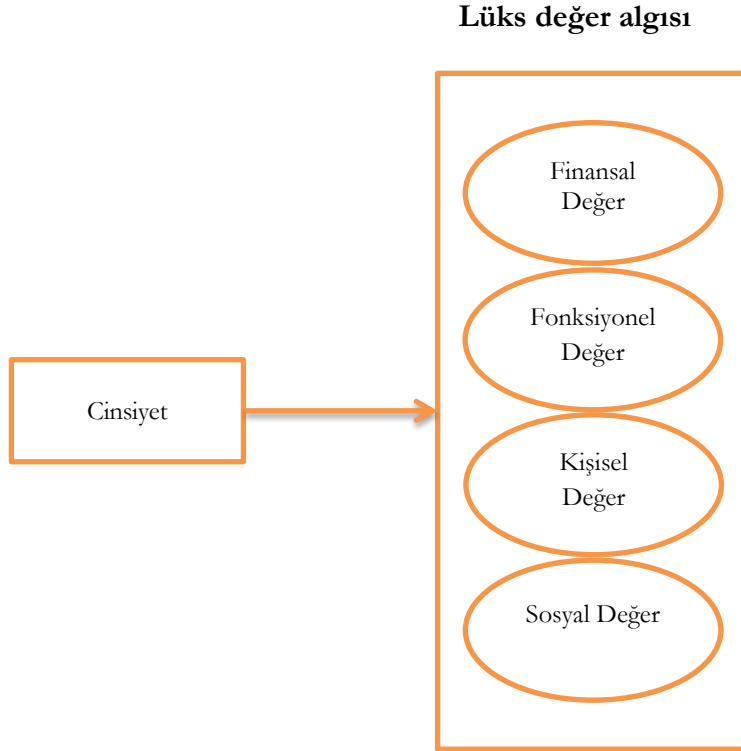 Lüks değer algısı
Finansal
Değer
Fonksiyonel
Değer
Cinsiyet
Kişisel
Değer
Sosyal Değer